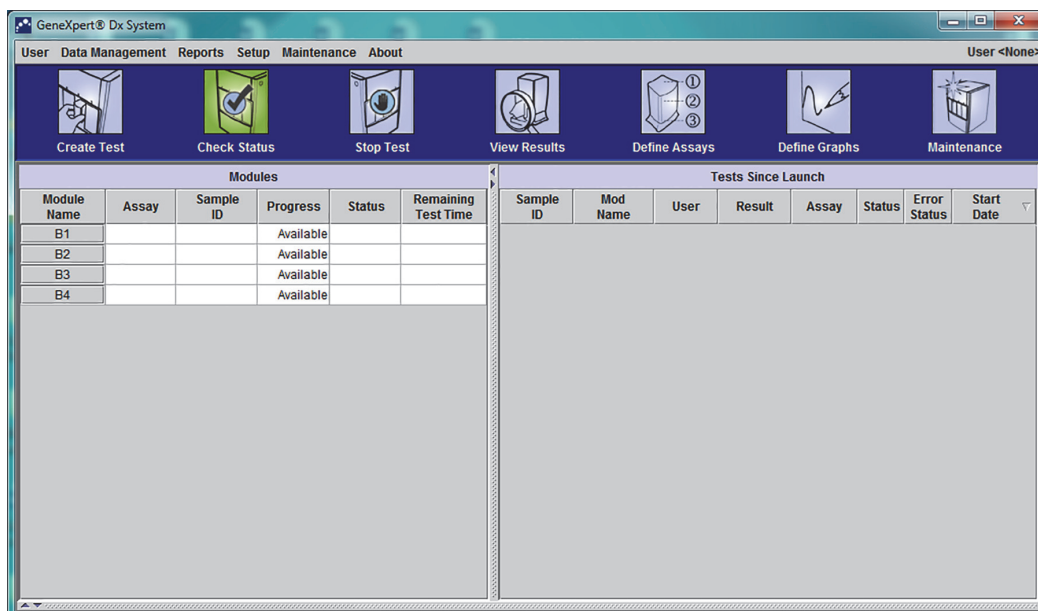 GeneXpert® Dx System
User Data Management Reports Setup Maintenance About User <None>
Create Test Check Status Stop Test View Results Define Assays Define Graphs Maintenance
① ② ③
Modules
Module Name Assay Sample ID Progress Status Remaining Test Time
B1 Available
B2 Available
B3 Available
B4 Available
Tests Since Launch
Sample ID Mod Name User Result Assay Status Error Status Start Date